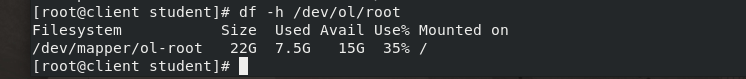 [root@client student]# df -h /dev/ol/root
Filesystem           Size  Used Avail Use% Mounted on
/dev/mapper/ol-root   22G  7.5G   15G  35% /
[root@client student]#